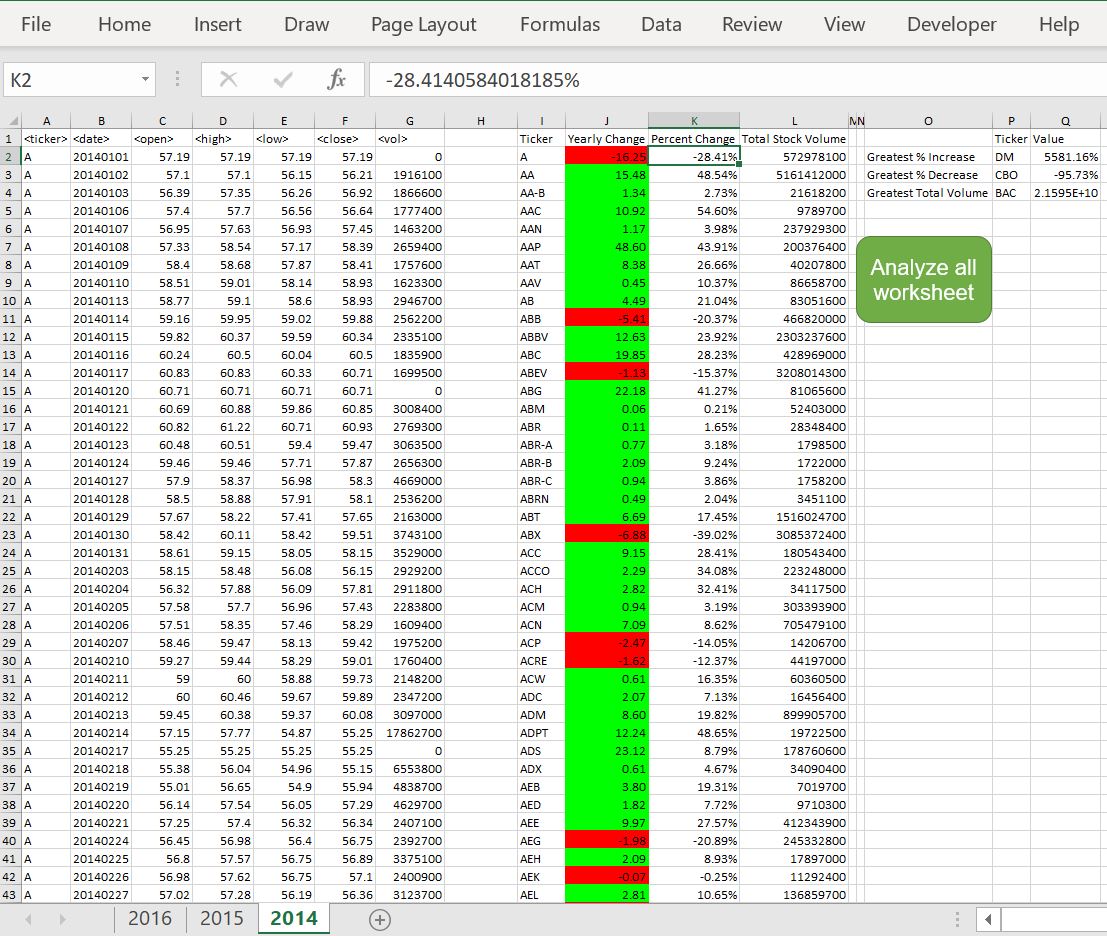 File Home Insert Draw Page Layout Formulas Data Review View Developer Help
K2 fx -28.4140584018185%
A B C D E F G H I J K L M N O P Q
1 <ticker> <date> <open> <high> <low> <close> <vol> Ticker Yearly Change Percent Change Total Stock Volume Ticker Value
2 A 20140101 57.19 57.19 57.19 57.19 0 A -16.25 -28.41% 572978100 Greatest % Increase DM 5581.16%
3 A 20140102 57.1 57.1 56.15 56.21 1916100 AA 15.48 48.54% 5161412000 Greatest % Decrease CBO -95.73%
4 A 20140103 56.39 57.35 56.26 56.92 1866600 AA-B 1.34 2.73% 21618200 Greatest Total Volume BAC 2.1595E+10
5 A 20140106 57.4 57.7 56.56 56.64 1777400 AAC 10.92 54.60% 9789700
6 A 20140107 56.95 57.63 56.93 57.45 1463200 AAN 1.17 3.98% 237929300
7 A 20140108 57.33 58.54 57.17 58.39 2659400 AAP 48.60 43.91% 200376400
8 A 20140109 58.4 58.68 57.87 58.41 1757600 AAT 8.38 26.66% 40207800
9 A 20140110 58.51 59.01 58.14 58.93 1623300 AAV 0.45 10.37% 86658700
10 A 20140113 58.77 59.1 58.6 58.93 2946700 AB 4.49 21.04% 83051600
11 A 20140114 59.16 59.95 59.02 59.88 2562200 ABB -5.41 -20.37% 466820000
12 A 20140115 59.82 60.37 59.59 60.34 2335100 ABBV 12.63 23.92% 2303237600
13 A 20140116 60.24 60.5 60.04 60.5 1835900 ABC 19.85 28.23% 428969000
14 A 20140117 60.83 60.83 60.33 60.71 1699500 ABEV -1.13 -15.37% 3208014300
15 A 20140120 60.71 60.71 60.71 60.71 0 ABG 22.18 41.27% 81065600
16 A 20140121 60.69 60.88 59.86 60.85 3008400 ABM 0.06 0.21% 52403000
17 A 20140122 60.82 61.22 60.71 60.93 2769300 ABR 0.11 1.65% 28348400
18 A 20140123 60.48 60.51 59.4 59.47 3063500 ABR-A 0.77 3.18% 1798500
19 A 20140124 59.46 59.46 57.71 57.87 2656300 ABR-B 2.09 9.24% 1722000
20 A 20140127 57.9 58.37 56.98 58.3 4669000 ABR-C 0.94 3.86% 1758200
21 A 20140128 58.5 58.88 57.91 58.1 2536200 ABRN 0.49 2.04% 3451100
22 A 20140129 57.67 58.22 57.41 57.65 2163000 ABT 6.69 17.45% 1516024700
23 A 20140130 58.42 60.11 58.42 59.51 3743100 ABX -6.88 -39.02% 3085372400
24 A 20140131 58.61 59.15 58.05 58.15 3529000 ACC 9.15 28.41% 180543400
25 A 20140203 58.15 58.48 56.08 56.15 2929200 ACCO 2.29 34.08% 223248000
26 A 20140204 56.32 57.88 56.09 57.81 2911800 ACH 2.82 32.41% 34117500
27 A 20140205 57.58 57.7 56.96 57.43 2283800 ACM 0.94 3.19% 303393900
28 A 20140206 57.51 58.35 57.46 58.29 1609400 ACN 7.09 8.62% 705479100
29 A 20140207 58.46 59.47 58.13 59.42 1975200 ACP -2.47 -14.05% 14206700
30 A 20140210 59.27 59.44 58.29 59.01 1760400 ACRE -1.62 -12.37% 44197000
31 A 20140211 59 60 58.88 59.73 2148200 ACW 0.61 16.35% 60360500
32 A 20140212 60 60.46 59.67 59.89 2347200 ADC 2.07 7.13% 16456400
33 A 20140213 59.45 60.38 59.37 60.08 3097000 ADM 8.60 19.82% 899905700
34 A 20140214 57.15 57.77 54.87 55.25 17862700 ADPT 12.24 48.65% 19722500
35 A 20140217 55.25 55.25 55.25 55.25 0 ADS 23.12 8.79% 178760600
36 A 20140218 55.38 56.04 54.96 55.15 6553800 ADX 0.61 4.67% 34090400
37 A 20140219 55.01 56.65 54.9 55.94 4838700 AEB 3.80 19.31% 7019700
38 A 20140220 56.14 57.54 56.05 57.29 4629700 AED 1.82 7.72% 9710300
39 A 20140221 57.25 57.4 56.32 56.34 2407100 AEE 9.97 27.57% 412343900
40 A 20140224 56.45 56.98 56.4 56.75 2392700 AEG -1.98 -20.89% 245332800
41 A 20140225 56.8 57.57 56.75 56.89 3375100 AEH 2.09 8.93% 17897000
42 A 20140226 56.98 57.62 56.75 57.1 2400900 AEK -0.07 -0.25% 11292400
43 A 20140227 57.02 57.28 56.19 56.36 3123700 AEL 2.81 10.65% 136859700
Analyze all
worksheet
2016 2015 2014